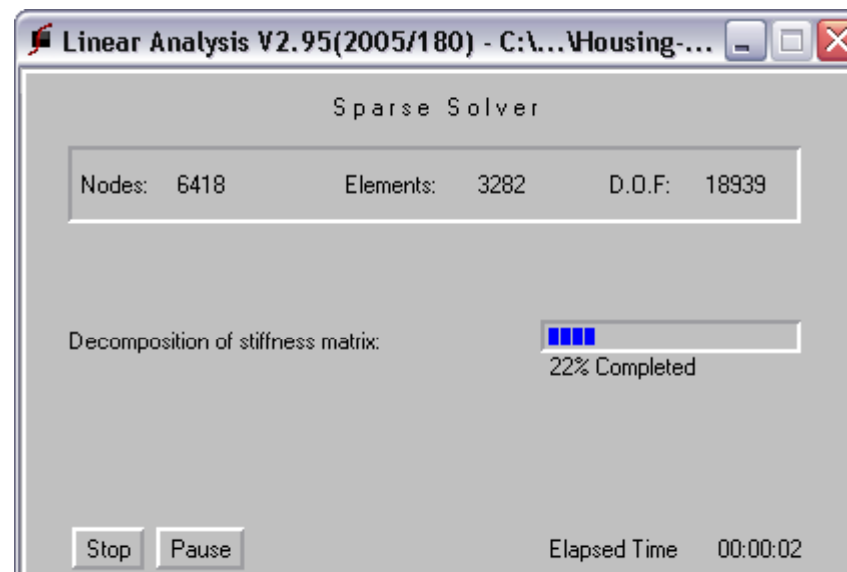 Linear Analysis V2.95(2005/180) - C:\...\Housing-...
Sparse Solver
Nodes: 6418 Elements: 3282 D.O.F: 18939
Decomposition of stiffness matrix:
22% Completed
Stop Pause Elapsed Time 00:00:02